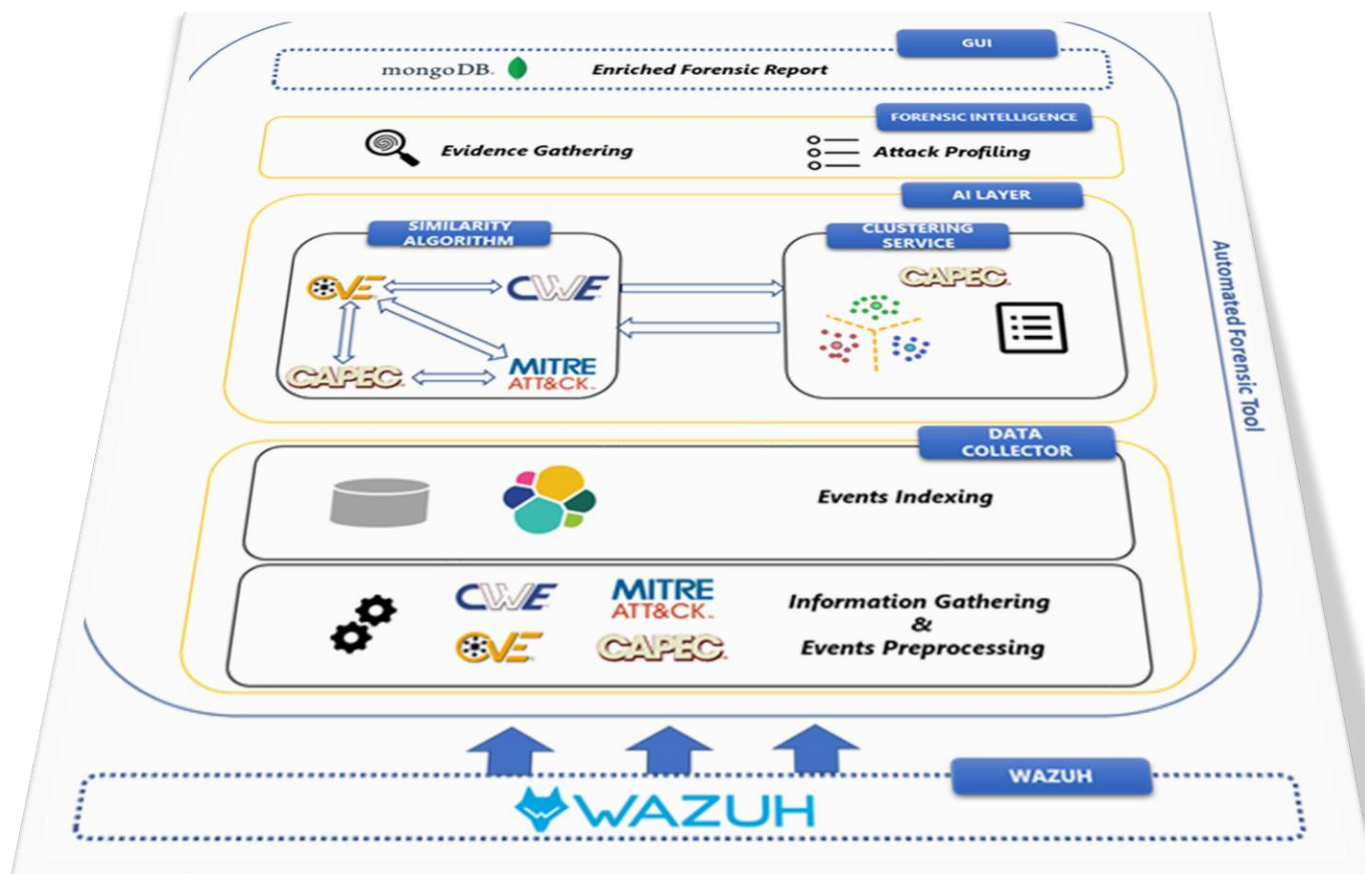 GUI
mongoDB. Enriched Forensic Report
FORENSIC INTELLIGENCE
Evidence Gathering
Attack Profiling
AI LAYER
SIMILARITY
ALGORITHM
CVE
CWE
CAPEC
MITRE
ATT&CK
CLUSTERING
SERVICE
CAPEC
Automated Forensic Tool
DATA
COLLECTOR
Events Indexing
CWE
MITRE
ATT&CK
CVE
CAPEC
Information Gathering
&
Events Preprocessing
WAZUH
WAZUH